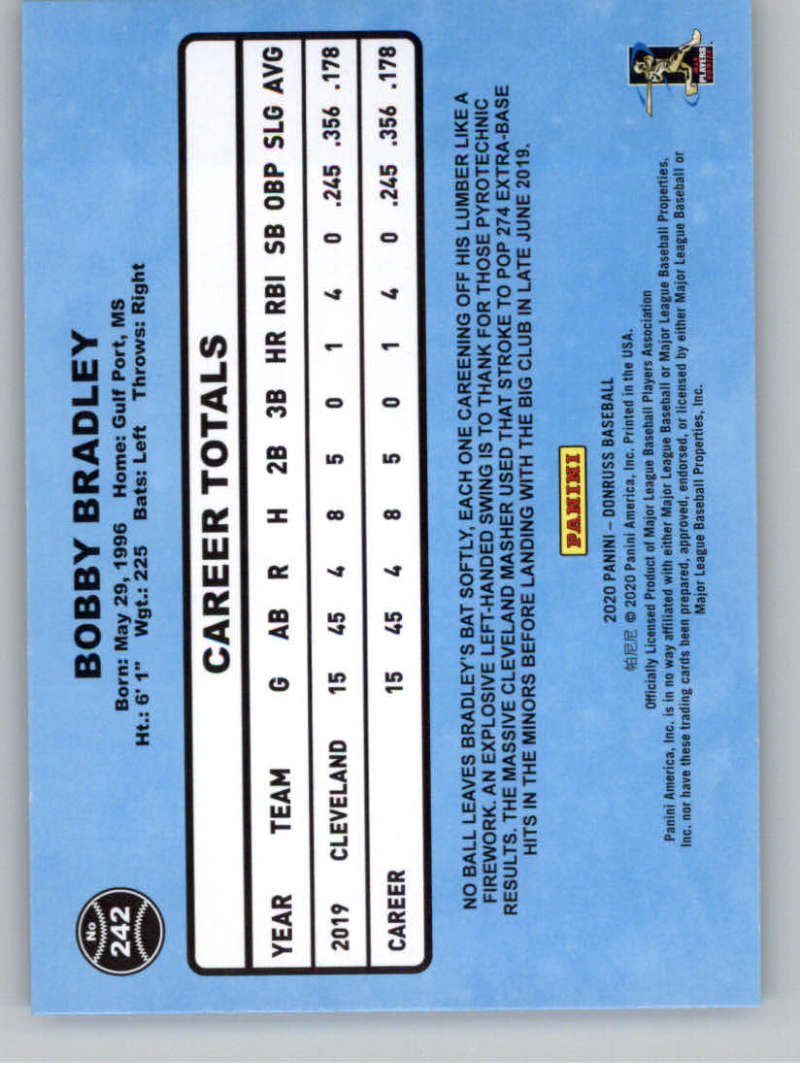 No
242
BOBBY BRADLEY
Born: May 29, 1996 Home: Gulf Port, MS
Ht.: 6' 1" Wgt.: 225 Bats: Left Throws: Right
CAREER TOTALS
YEAR TEAM G AB R H 2B 3B HR RBI SB OBP SLG AVG
2019 CLEVELAND 15 45 4 8 5 0 1 4 0 .245 .356 .178
CAREER 15 45 4 8 5 0 1 4 0 .245 .356 .178
NO BALL LEAVES BRADLEY'S BAT SOFTLY, EACH ONE CAREENING OFF HIS LUMBER LIKE A
FIREWORK. AN EXPLOSIVE LEFT-HANDED SWING IS TO THANK FOR THOSE PYROTECHNIC
RESULTS. THE MASSIVE CLEVELAND MASHER USED THAT STROKE TO POP 274 EXTRA-BASE
HITS IN THE MINORS BEFORE LANDING WITH THE BIG CLUB IN LATE JUNE 2019.
PANINI
2020 PANINI – DONRUSS BASEBALL
帕尼尼 © 2020 Panini America, Inc. Printed in the USA.
Officially Licensed Product of Major League Baseball Players Association
Panini America, Inc. is in no way affiliated with either Major League Baseball or Major League Baseball Properties,
Inc. nor have these trading cards been prepared, approved, endorsed, or licensed by either Major League Baseball or
Major League Baseball Properties, Inc.
PLAYERS